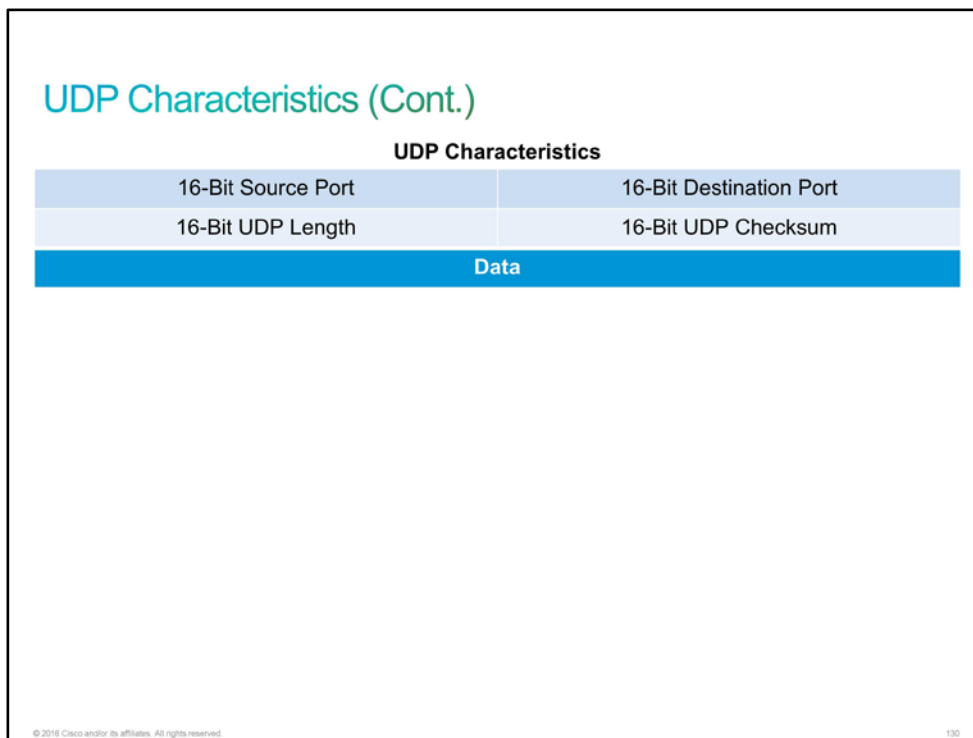 UDP Characteristics (Cont.)
UDP Characteristics
16-Bit Source Port 16-Bit Destination Port
16-Bit UDP Length 16-Bit UDP Checksum
Data
© 2016 Cisco and/or its affiliates. All rights reserved. 130